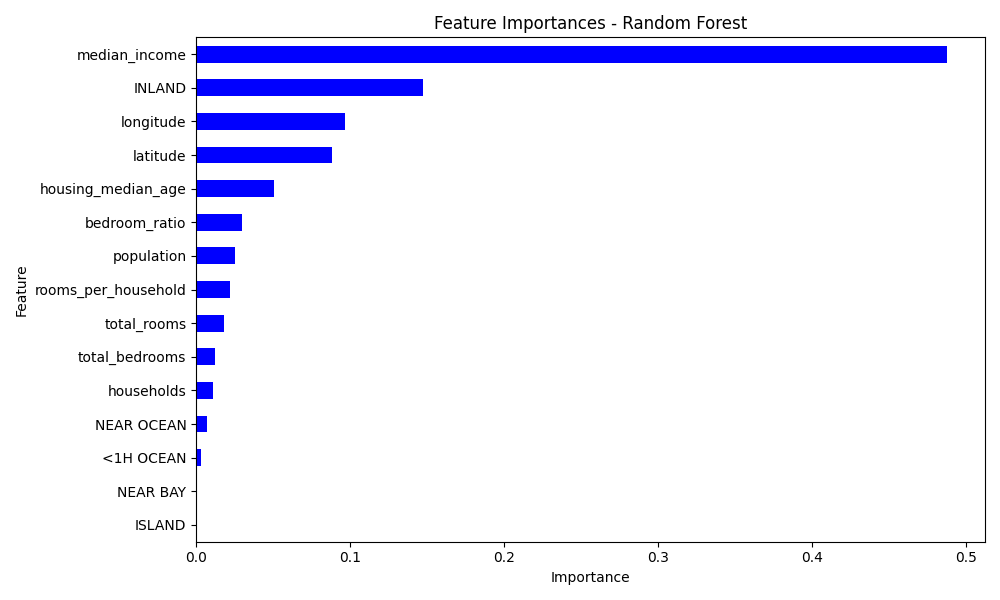 Feature Importances - Random Forest
median_income
INLAND
longitude
latitude
housing_median_age
bedroom_ratio
population
rooms_per_household
total_rooms
total_bedrooms
households
NEAR OCEAN
<1H OCEAN
NEAR BAY
ISLAND
Feature
0.0 0.1 0.2 0.3 0.4 0.5
Importance